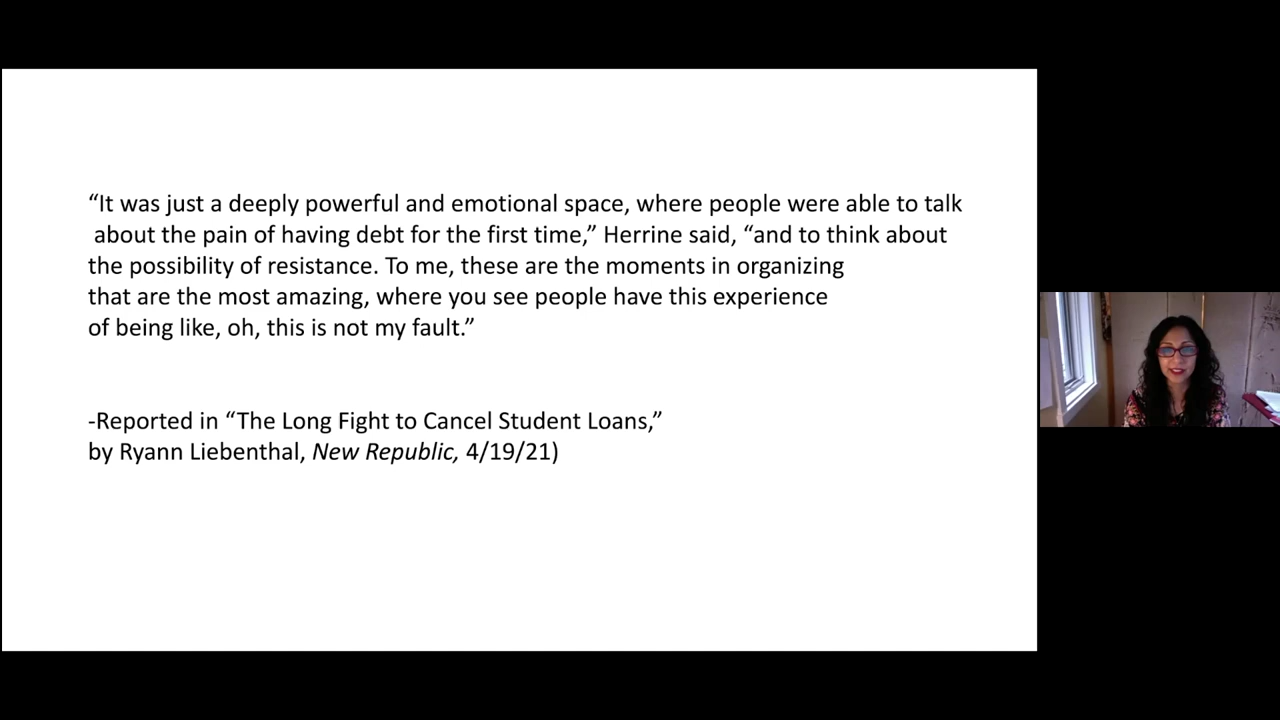 “It was just a deeply powerful and emotional space, where people were able to talk
about the pain of having debt for the first time,” Herrine said, “and to think about
the possibility of resistance. To me, these are the moments in organizing
that are the most amazing, where you see people have this experience
of being like, oh, this is not my fault.”
-Reported in “The Long Fight to Cancel Student Loans,”
by Ryann Liebenthal, New Republic, 4/19/21)